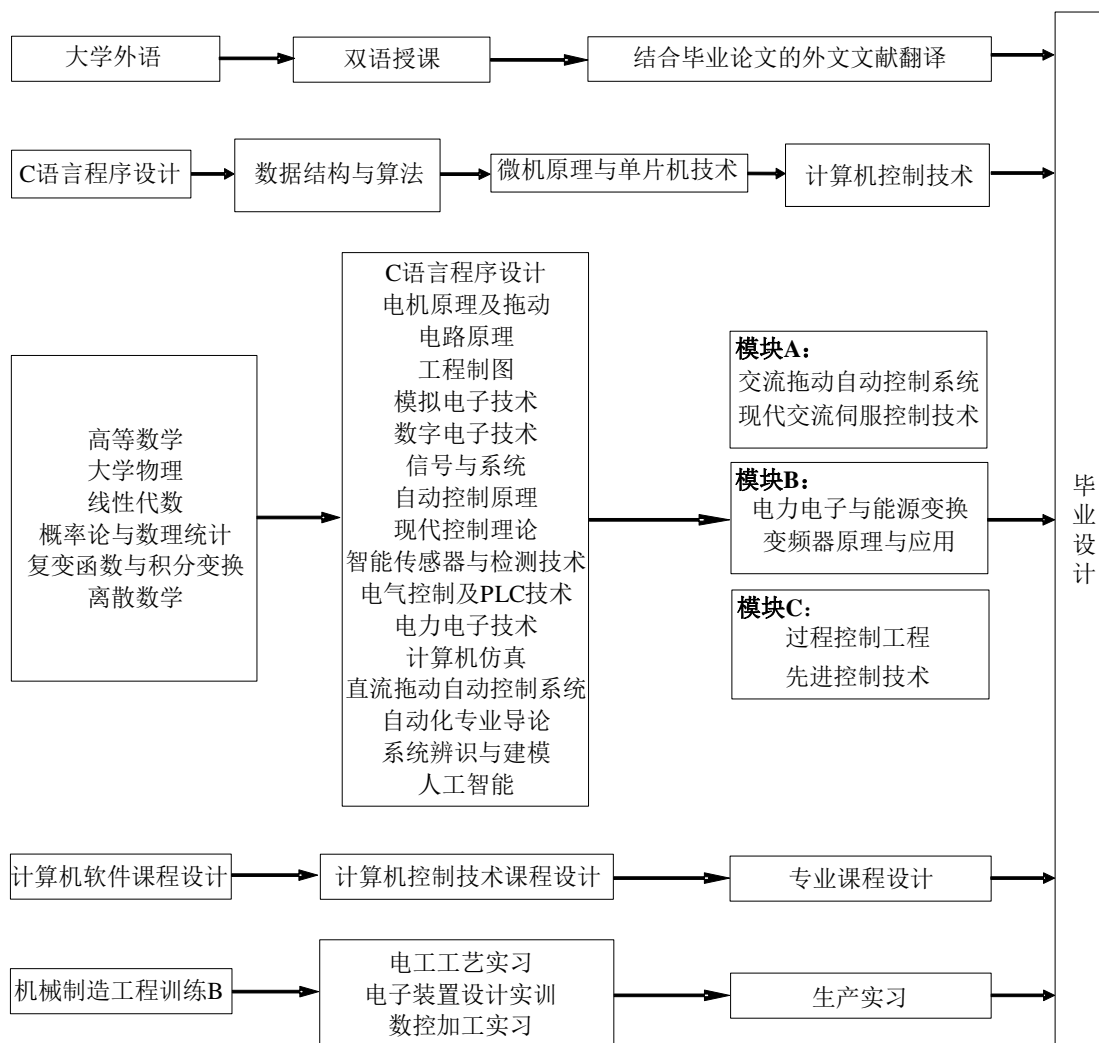 大学外语
双语授课
结合毕业论文的外文文献翻译
C语言程序设计
数据结构与算法
微机原理与单片机技术
计算机控制技术
高等数学
大学物理
线性代数
概率论与数理统计
复变函数与积分变换
离散数学
C语言程序设计
电机原理及拖动
电路原理
工程制图
模拟电子技术
数字电子技术
信号与系统
自动控制原理
现代控制理论
智能传感器与检测技术
电气控制及PLC技术
电力电子技术
计算机仿真
直流拖动自动控制系统
自动化专业导论
系统辨识与建模
人工智能
模块A：
交流拖动自动控制系统
现代交流伺服控制技术
模块B：
电力电子与能源变换
变频器原理与应用
模块C：
过程控制工程
先进控制技术
计算机软件课程设计
计算机控制技术课程设计
专业课程设计
机械制造工程训练B
电工工艺实习
电子装置设计实训
数控加工实习
生产实习
毕业设计